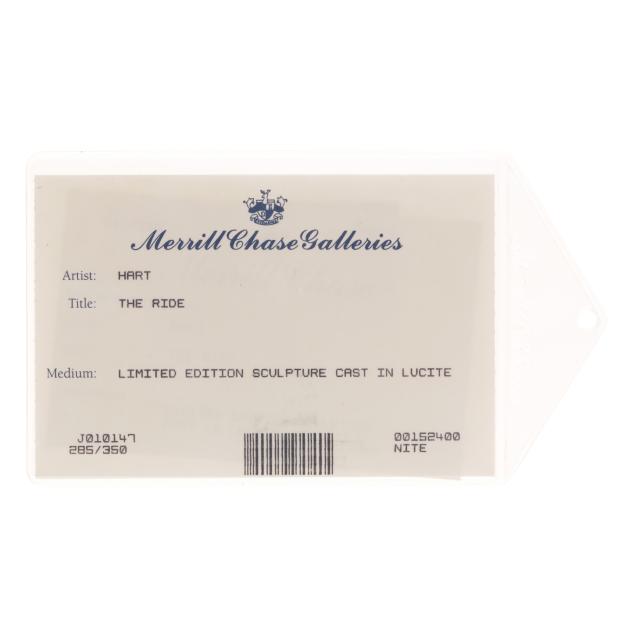 Merrill Chase Galleries
Artist: HART
Title: THE RIDE
Medium: LIMITED EDITION SCULPTURE CAST IN LUCITE
J010147 00152400
285/350 NITE